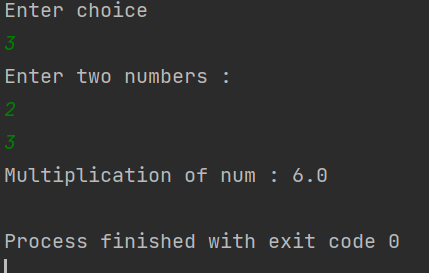 Enter choice
3
Enter two numbers :
2
3
Multiplication of num : 6.0
Process finished with exit code 0